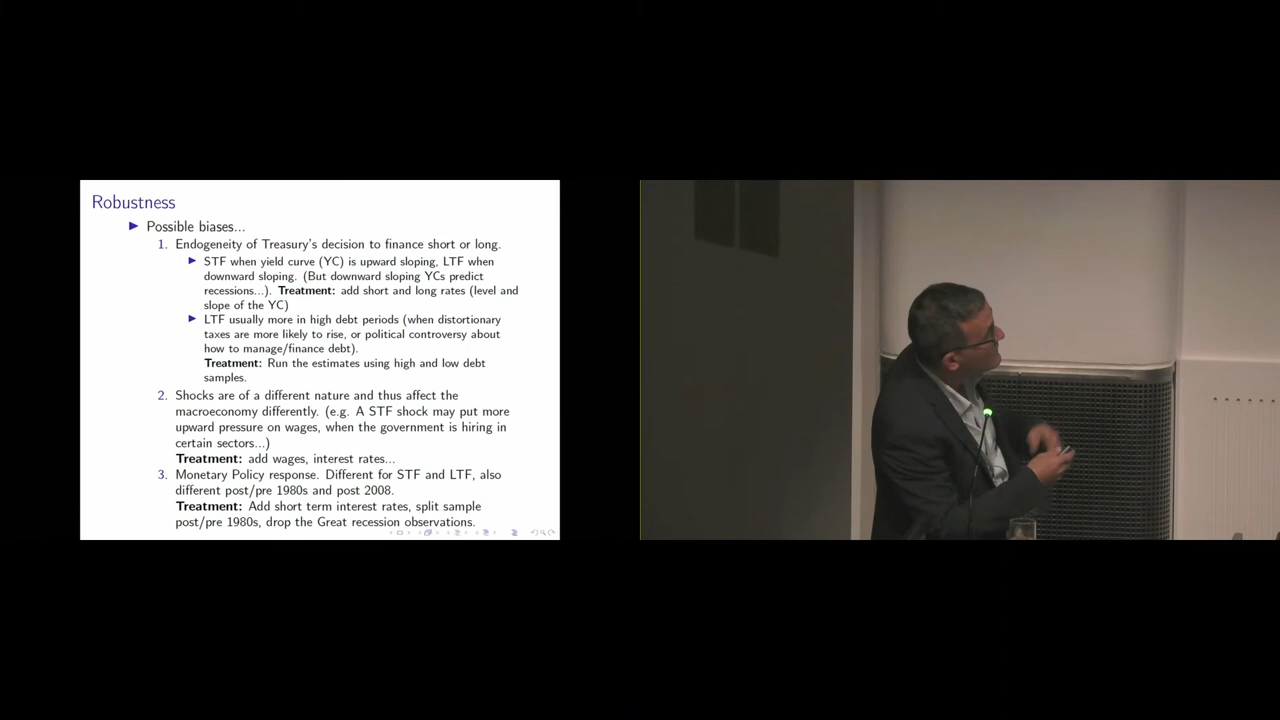 Robustness
▶ Possible biases...
1. Endogeneity of Treasury's decision to finance short or long.
▶ STF when yield curve (YC) is upward sloping, LTF when
downward sloping. (But downward sloping YCs predict
recessions...). Treatment: add short and long rates (level and
slope of the YC)
▶ LTF usually more in high debt periods (when distortionary
taxes are more likely to rise, or political controversy about
how to manage/finance debt).
Treatment: Run the estimates using high and low debt
samples.
2. Shocks are of a different nature and thus affect the
macroeconomy differently. (e.g. A STF shock may put more
upward pressure on wages, when the government is hiring in
certain sectors...)
Treatment: add wages, interest rates...
3. Monetary Policy response. Different for STF and LTF, also
different post/pre 1980s and post 2008.
Treatment: Add short term interest rates, split sample
post/pre 1980s, drop the Great recession observations.